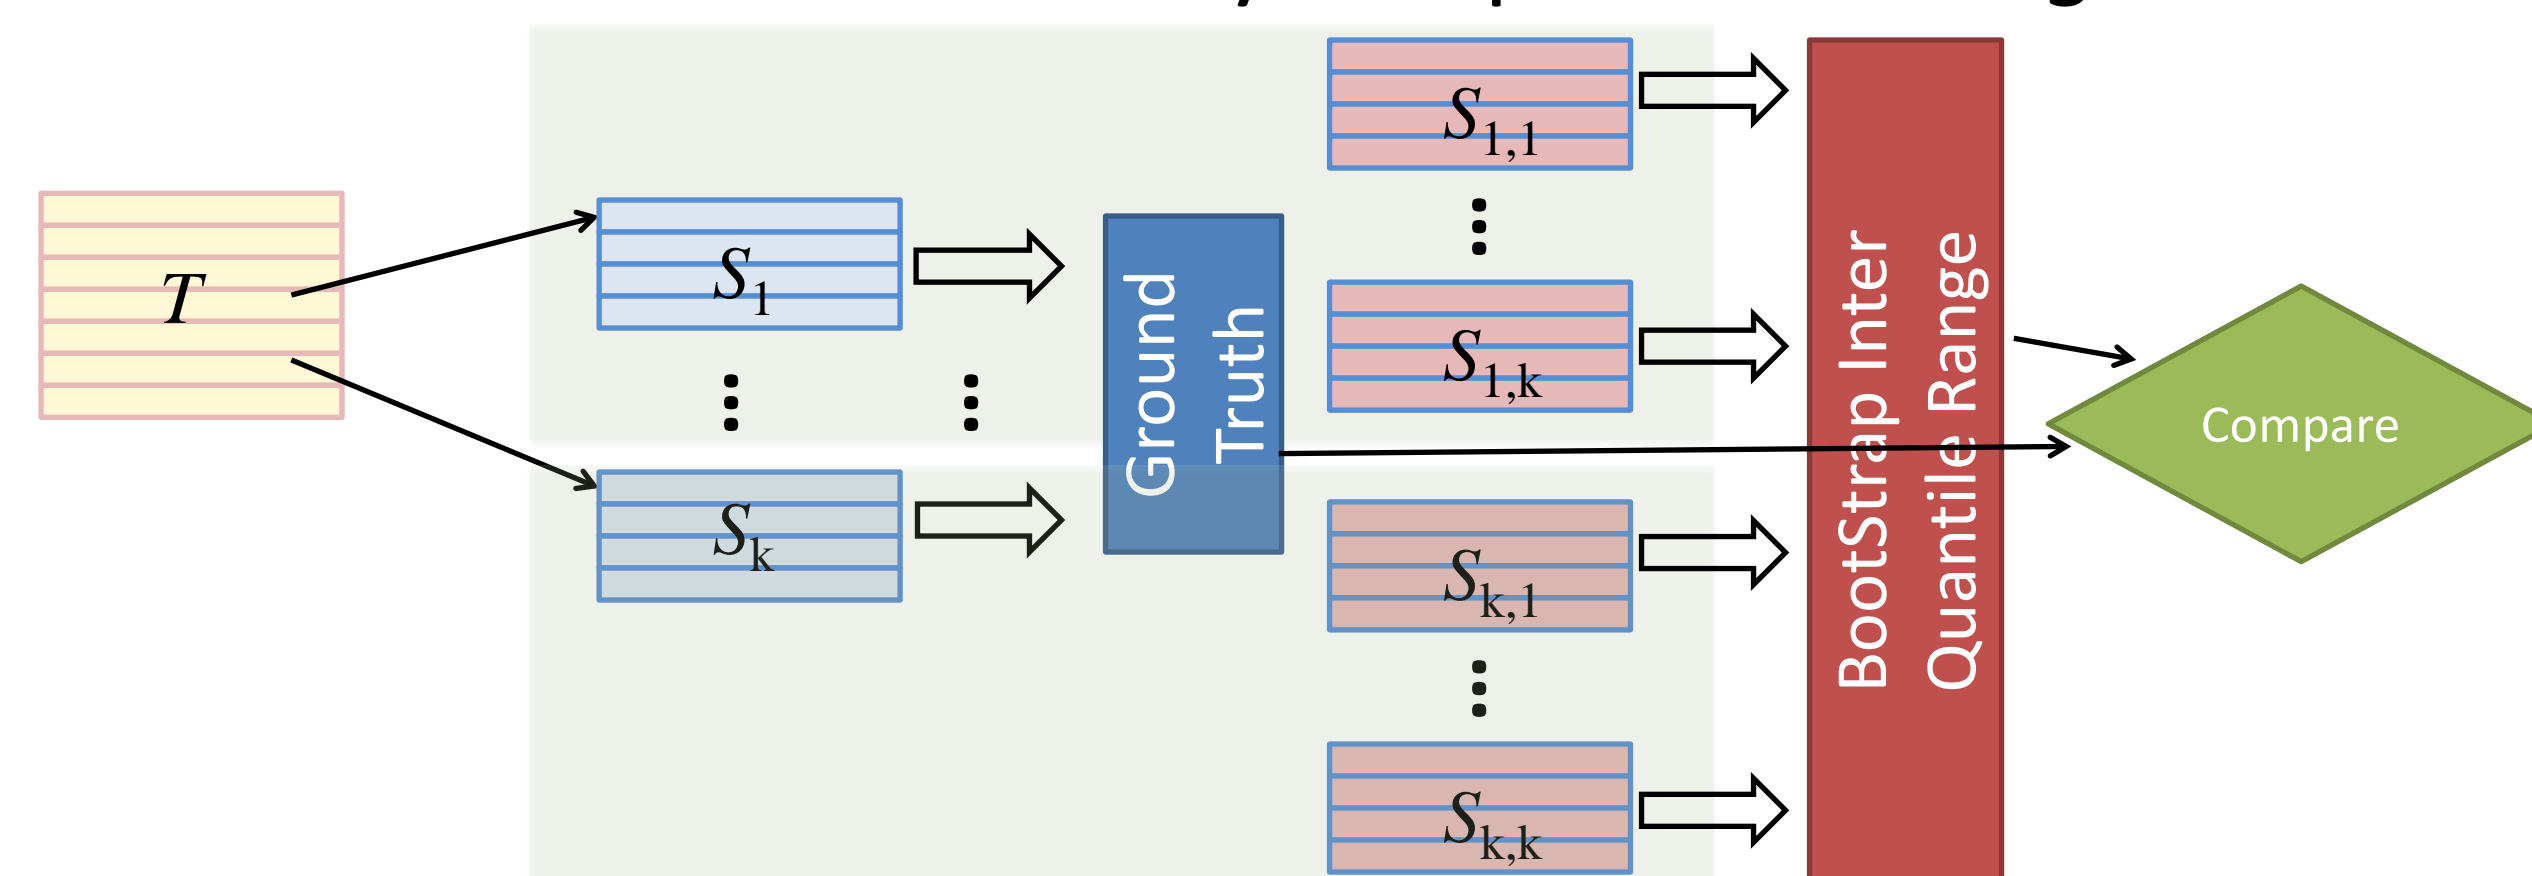 T
S1
Sk
Ground
Truth
S1,1
S1,k
Sk,1
Sk,k
BootStrap Inter
Quantile Range
Compare